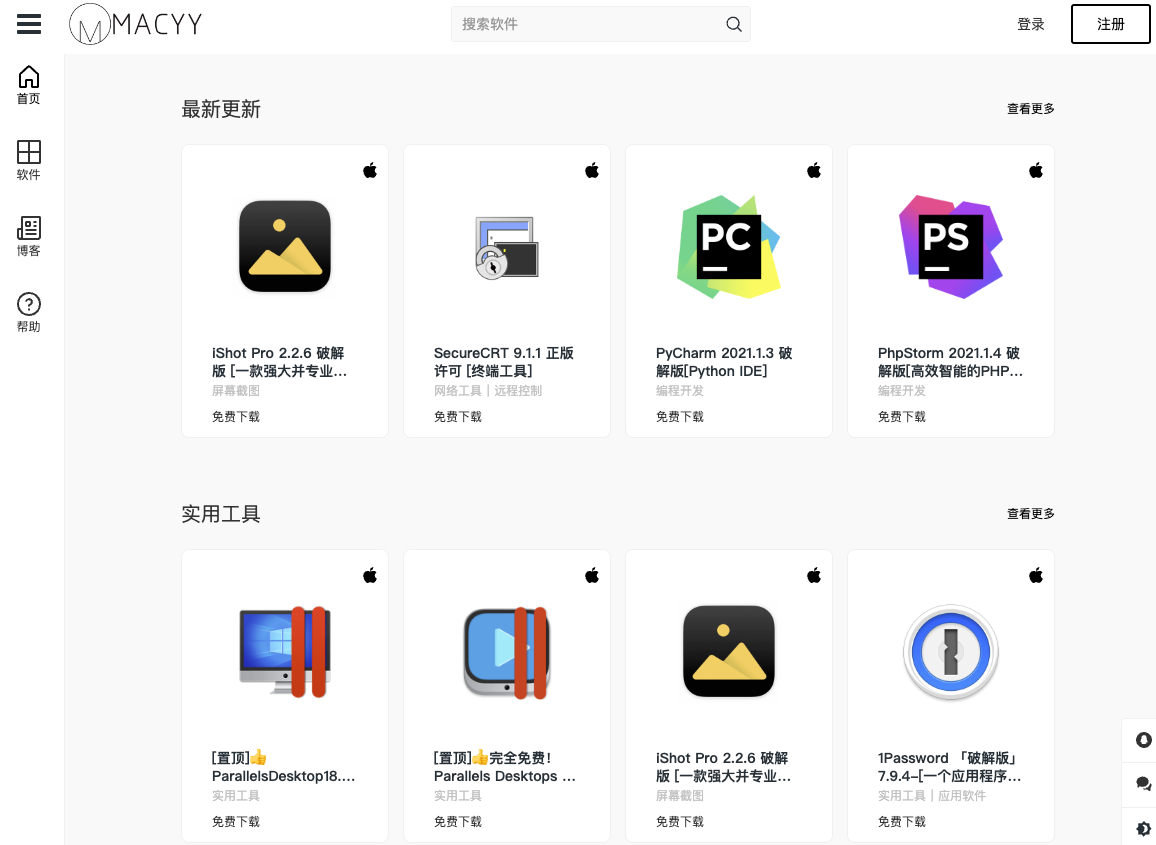 MACYY
搜索软件
登录
注册
首页
软件
博客
帮助
最新更新
查看更多
iShot Pro 2.2.6 破解
版 [一款强大并专业...
屏幕截图
免费下载
SecureCRT 9.1.1 正版
许可 [终端工具]
网络工具 | 远程控制
免费下载
PC
PyCharm 2021.1.3 破
解版[Python IDE]
编程开发
免费下载
PS
PhpStorm 2021.1.4 破
解版[高效智能的PHP...
编程开发
免费下载
实用工具
查看更多
[置顶]👍
ParallelsDesktop18....
实用工具
免费下载
[置顶]👍完全免费！
Parallels Desktops ...
实用工具
免费下载
iShot Pro 2.2.6 破解
版 [一款强大并专业...
屏幕截图
免费下载
1Password 「破解版」
7.9.4-[一个应用程序...
实用工具 | 应用软件
免费下载